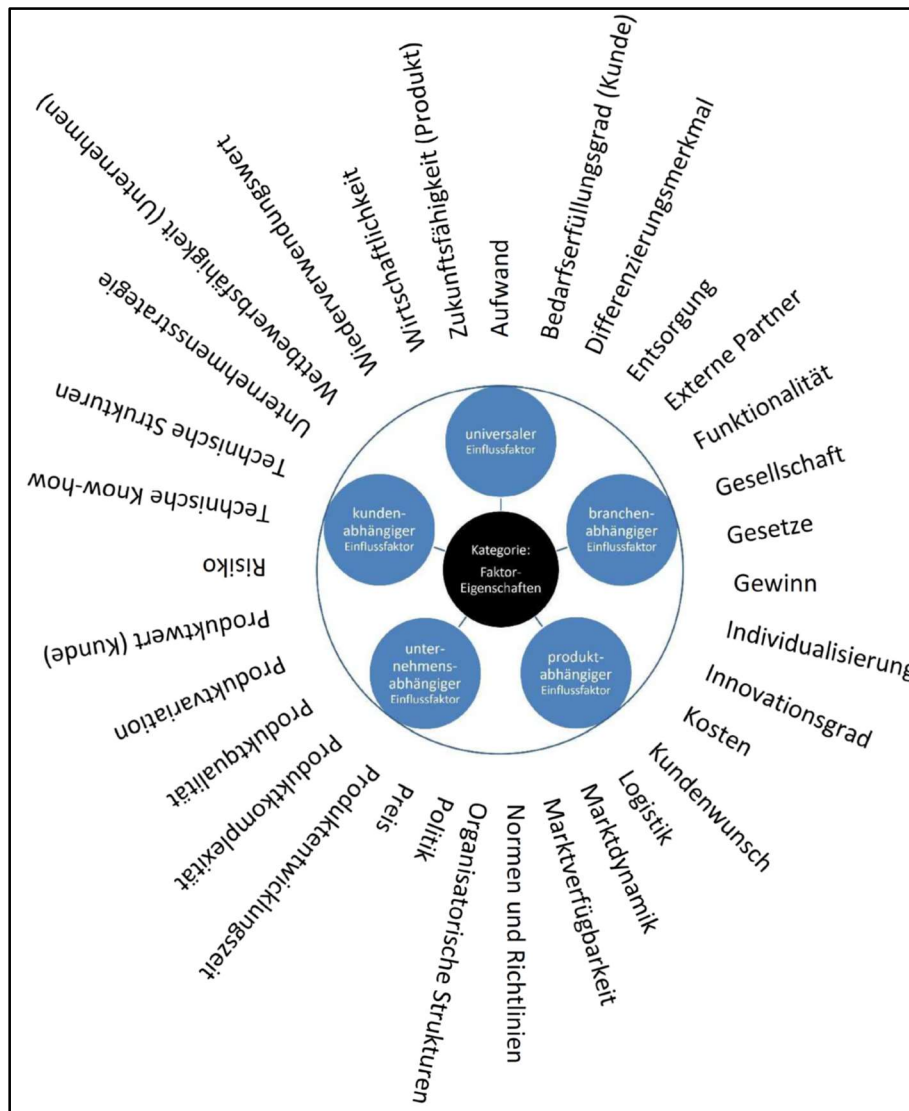 Aufwand
Bedarfserfüllungsgrad (Kunde)
Differenzierungsmerkmal
Entsorgung
Externe Partner
Funktionalität
Gesellschaft
Gesetze
Gewinn
Individualisierung
Innovationsgrad
Kosten
Kundenwunsch
Logistik
Marktdynamik
Marktverfügbarkeit
Normen und Richtlinien
Organisatorische Strukturen
Politik
Preis
Produktentwicklungszeit
Produktkomplexität
Produktqualität
Produktvariation
Produktwert (Kunde)
Risiko
Technische Know-how
Technische Strukturen
Unternehmensstrategie
Wettbewerbsfähigkeit (Unternehmen)
Wiederverwendungswert
Wirtschaftlichkeit
Zukunftsfähigkeit (Produkt)
universaler
Einflussfaktor
branchen-
abhängiger
Einflussfaktor
produkt-
abhängiger
Einflussfaktor
unter-
nehmens-
abhängiger
Einflussfaktor
kunden-
abhängiger
Einflussfaktor
Kategorie:
Faktor-
Eigenschaften